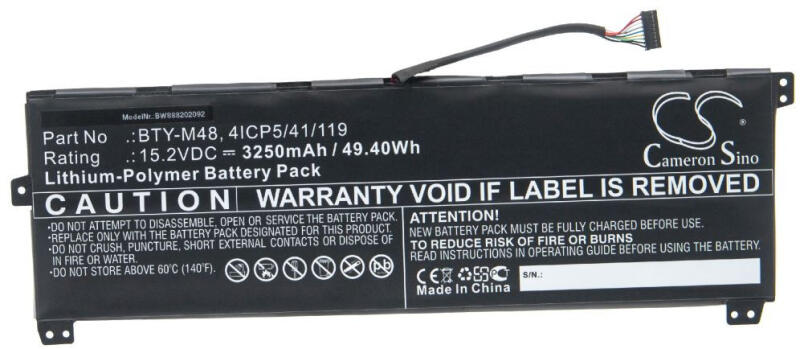 ModelNr.: BW888202092
Part No .: BTY-M48, 4ICP5/41/119
Rating .: 15.2VDC ⎓ 3250mAh / 49.40Wh
Lithium-Polymer Battery Pack
CS
Cameron Sino
CAUTION WARRANTY VOID IF LABEL IS REMOVED
•DO NOT ATTEMPT TO DISASSEMBLE, OPEN OR SERVICE BATTERY.
•REPLACE ONLY WITH THE BATTERY PACK DESIGNATED FOR THIS PRODUCT.
•DO NOT CRUSH, PUNCTURE, SHORT CIRCUIT OR DISPOSE OF BATTERY IN FIRE OR WATER.
•DO NOT STORE ABOVE 60℃ (140℉).
ATTENTION!
NEW BATTERY PACK MUST BE FULLY CHARGED BEFORE USE.
TO REDUCE RISK OF FIRE OR BURNS
READ INSTRUCTIONS IN OPERATING GUIDE BEFORE USING THE BATTERY.
CE
Made In China
S/N.: